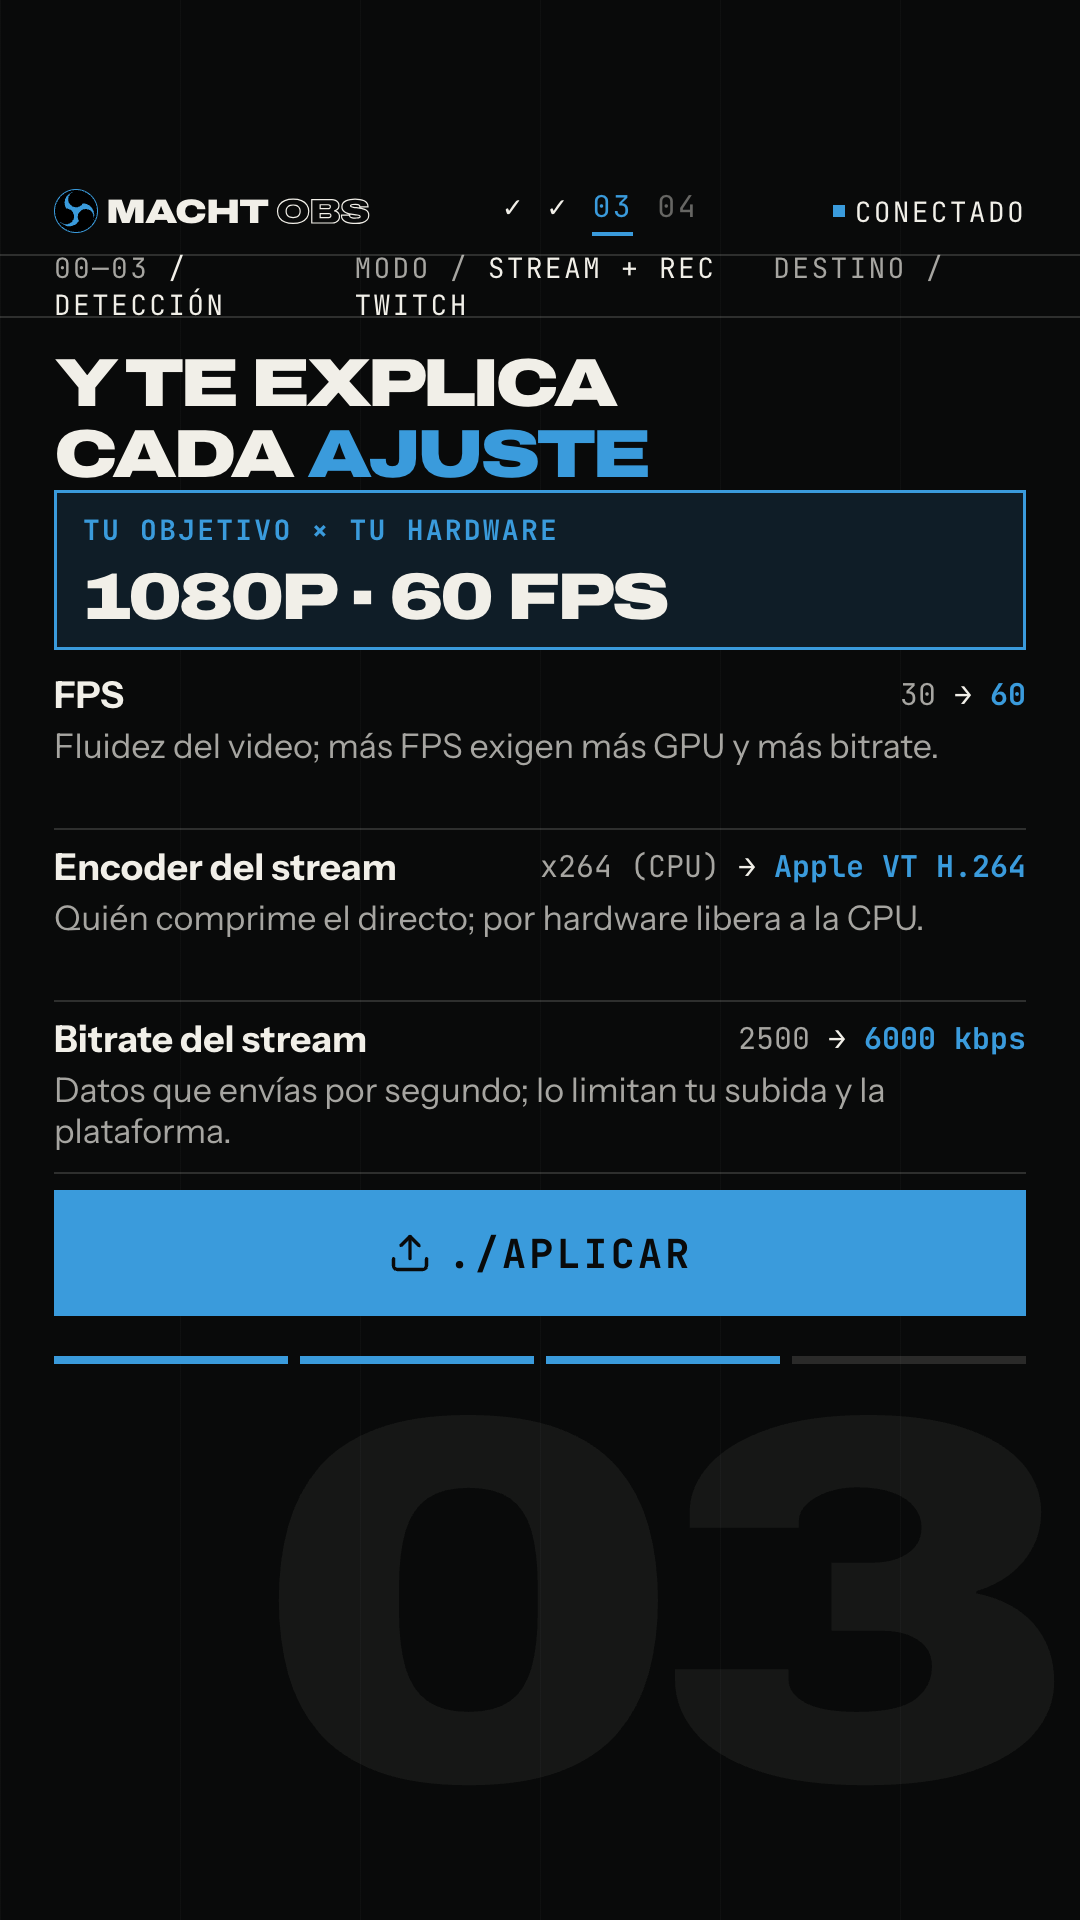 MACHT OBS
✓ ✓ 03 04
CONECTADO
00—03 / MODO / STREAM + REC DESTINO /
DETECCIÓN TWITCH
Y TE EXPLICA
CADA AJUSTE
TU OBJETIVO × TU HARDWARE
1080P · 60 FPS
FPS 30 → 60
Fluidez del video; más FPS exigen más GPU y más bitrate.
Encoder del stream x264 (CPU) → Apple VT H.264
Quién comprime el directo; por hardware libera a la CPU.
Bitrate del stream 2500 → 6000 kbps
Datos que envías por segundo; lo limitan tu subida y la
plataforma.
./APLICAR
03